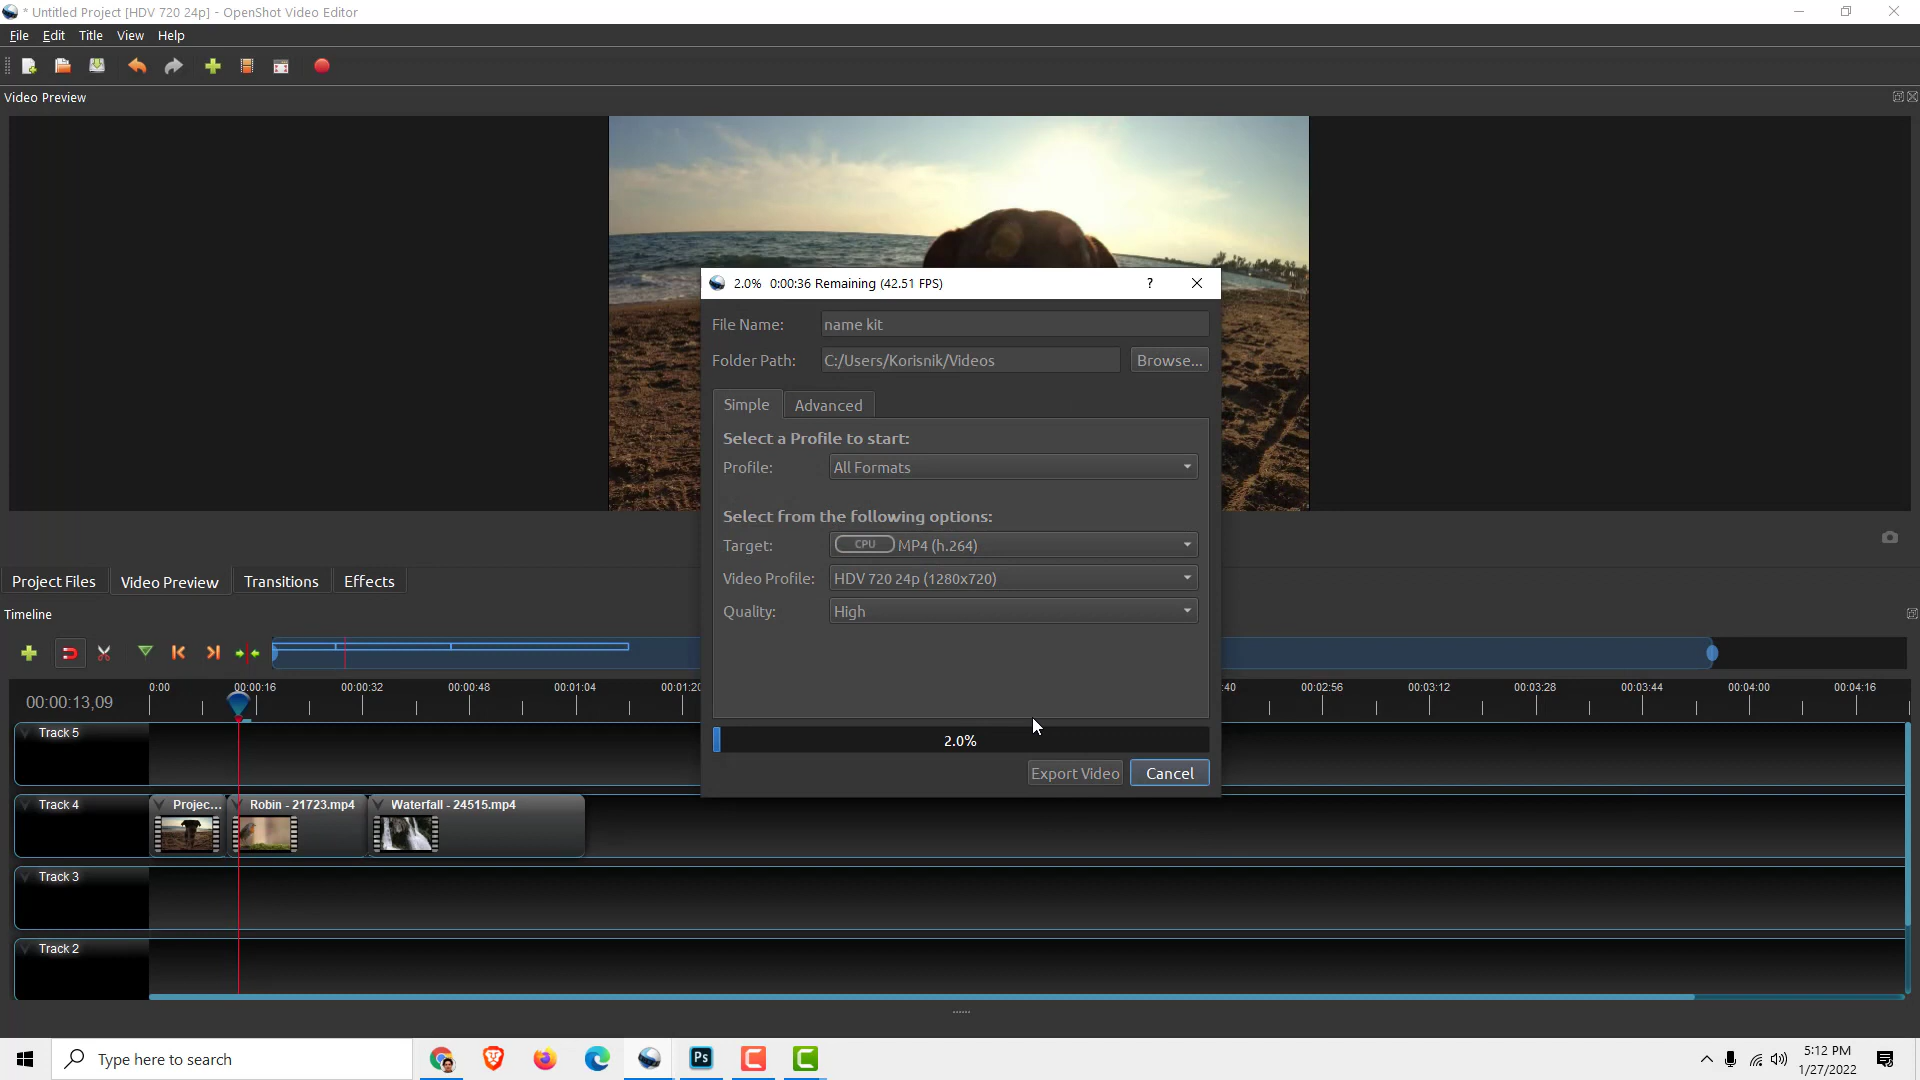 * Untitled Project [HDV 720 24p] - OpenShot Video Editor
File Edit Title View Help
Video Preview
2.0% 0:00:36 Remaining (42.51 FPS) ?
File Name: name kit
Folder Path: C:/Users/Korisnik/Videos Browse...
Simple Advanced
Select a Profile to start:
Profile: All Formats
Select from the following options:
Target: CPU MP4 (h.264)
Video Profile: HDV 720 24p (1280x720)
Quality: High
2.0%
Export Video Cancel
Project Files Video Preview Transitions Effects
Timeline
00:00:13,09 0:00 00:00:16 00:00:32 00:00:48 00:01:04 00:01:20 :40 00:02:56 00:03:12 00:03:28 00:03:44 00:04:00 00:04:16
Track 5
Track 4 Projec... Robin - 21723.mp4 Waterfall - 24515.mp4
Track 3
Track 2
Type here to search
Ps C C
5:12 PM
1/27/2022